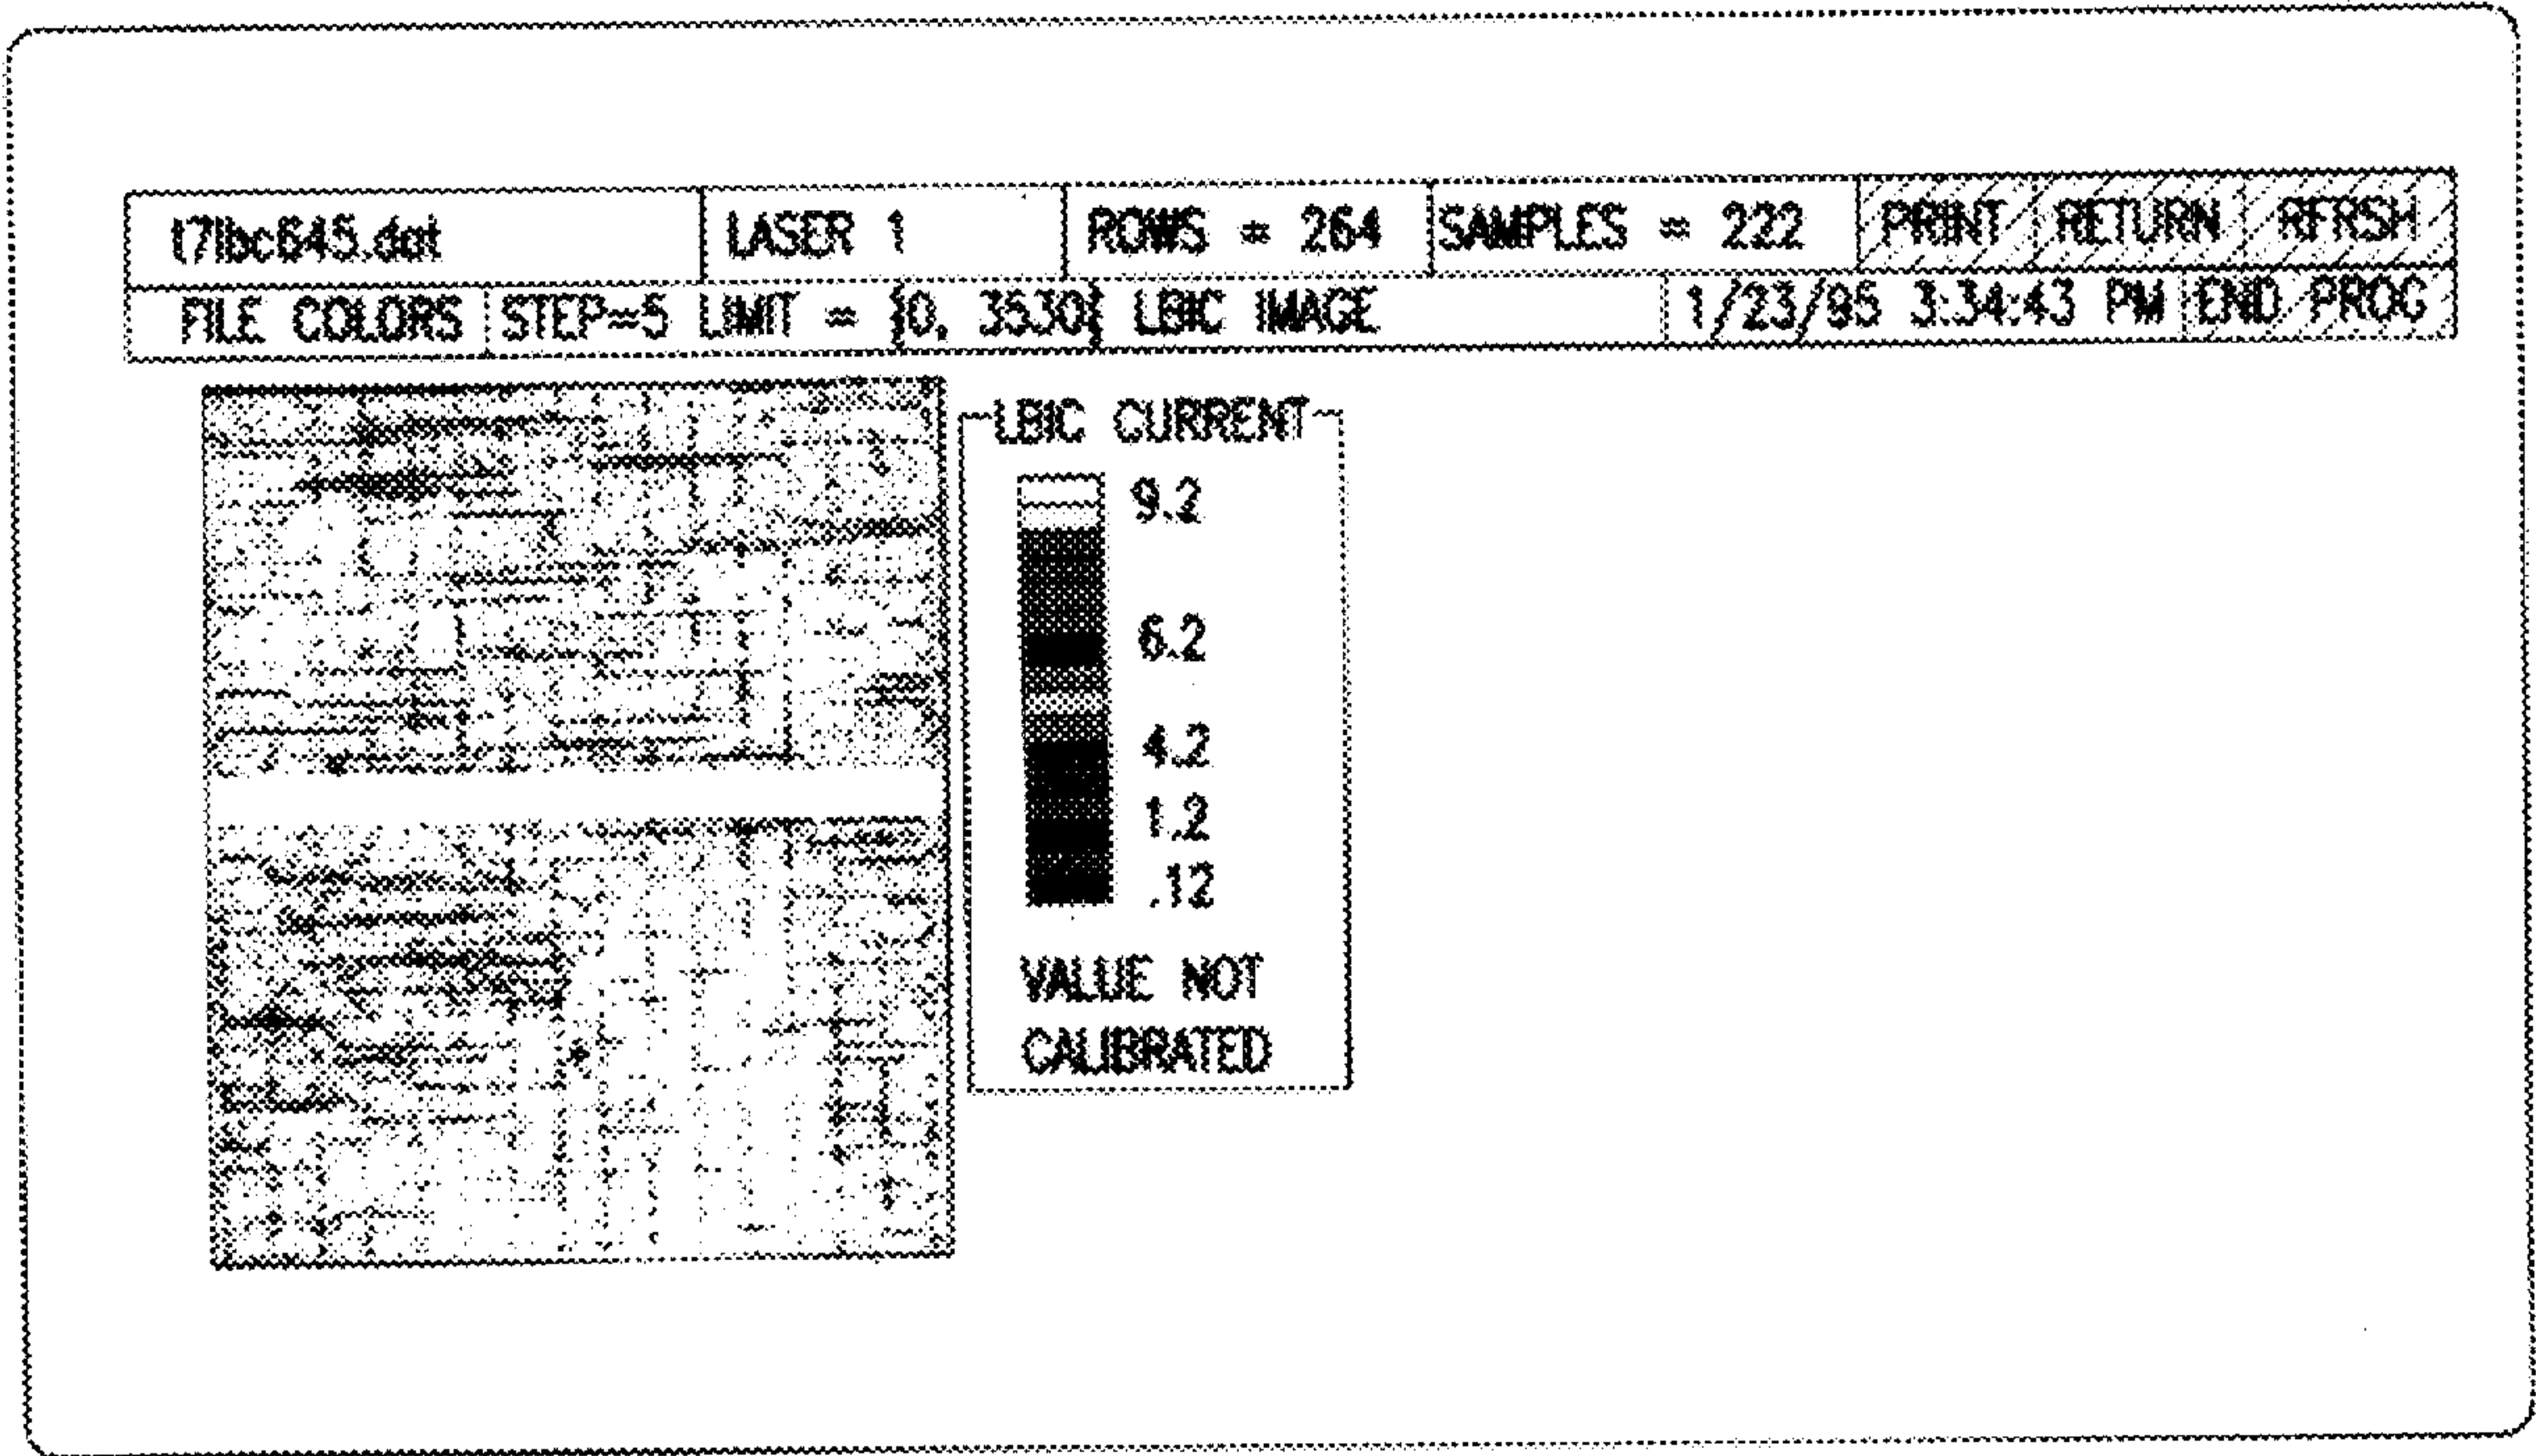 t7lbc645.dat LASER 1 ROWS = 264 SAMPLES = 222 PRINT RETURN RFRSH
FILE COLORS STEP=5 LIMIT = [0, 3530] LBIC IMAGE 1/23/95 3:34:43 PM END PROG
LBIC CURRENT
9.2
6.2
4.2
1.2
.12
VALUE NOT
CALIBRATED